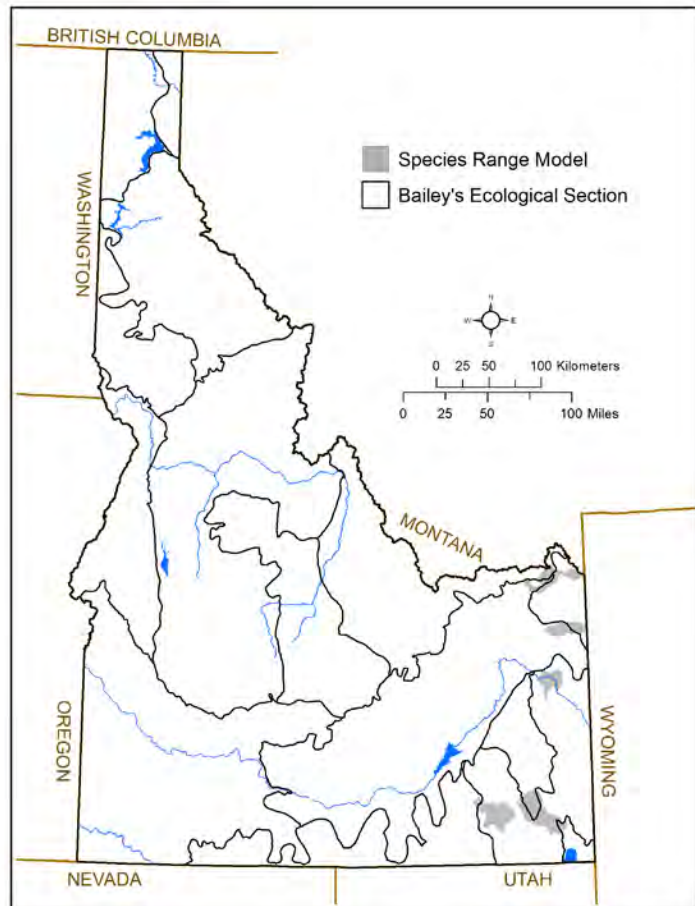 BRITISH COLUMBIA
WASHINGTON
Species Range Model
Bailey's Ecological Section
N
W E
S
0 25 50 100 Kilometers
0 25 50 100 Miles
MONTANA
OREGON
WYOMING
NEVADA
UTAH